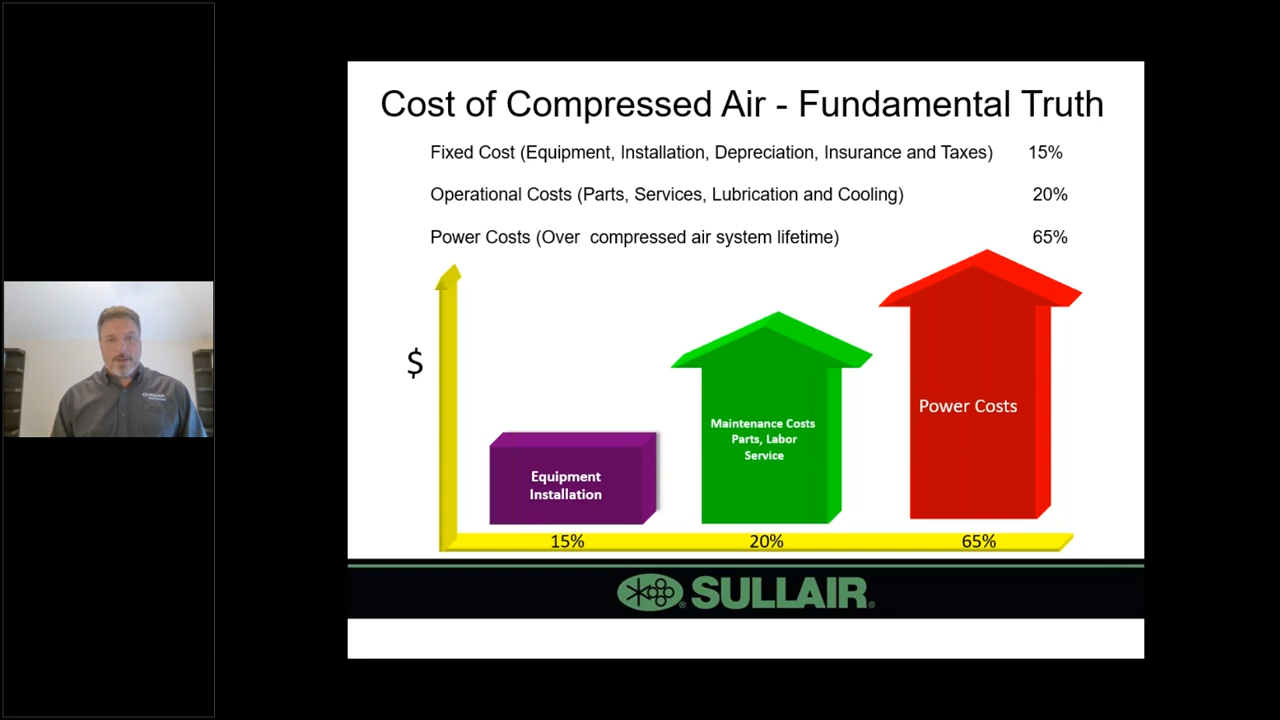 Cost of Compressed Air - Fundamental Truth
Fixed Cost (Equipment, Installation, Depreciation, Insurance and Taxes) 15%
Operational Costs (Parts, Services, Lubrication and Cooling) 20%
Power Costs (Over compressed air system lifetime) 65%
$
Equipment
Installation
Maintenance Costs
Parts, Labor
Service
Power Costs
15% 20% 65%
SULLAIR®